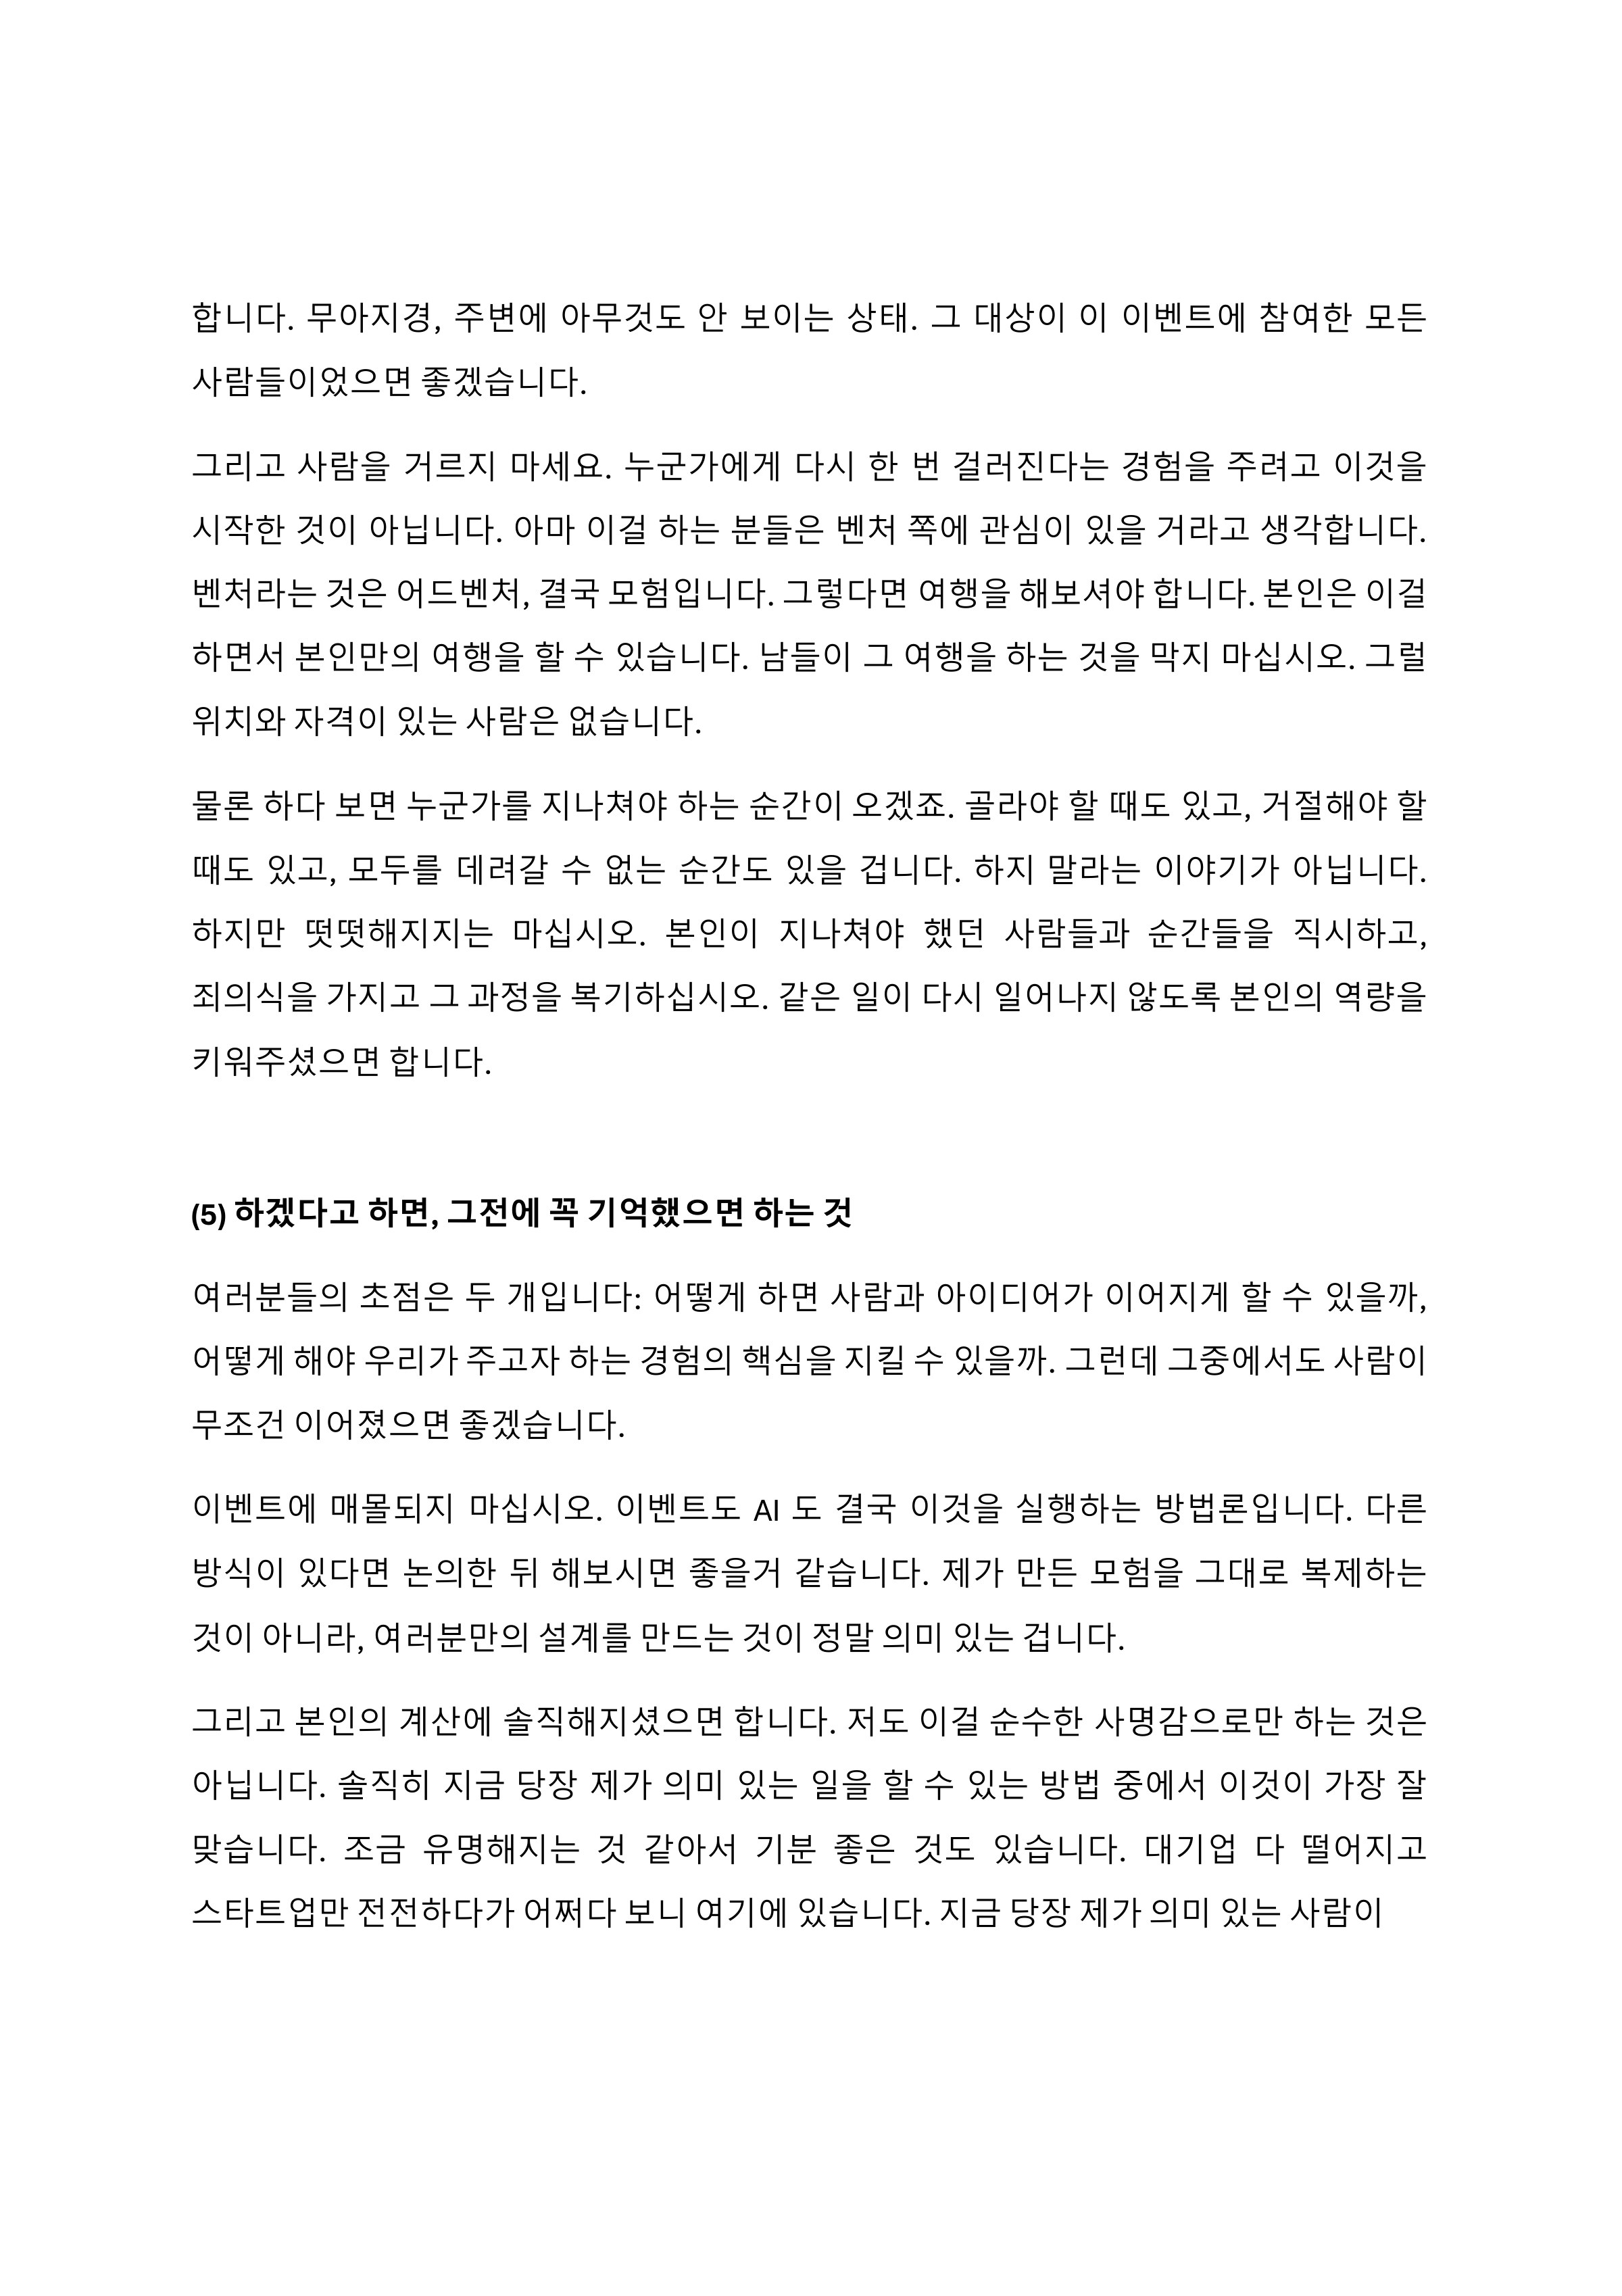 합니다. 무아지경, 주변에 아무것도 안 보이는 상태. 그 대상이 이 이벤트에 참여한 모든
사람들이었으면 좋겠습니다.
그리고 사람을 거르지 마세요. 누군가에게 다시 한 번 걸러진다는 경험을 주려고 이것을
시작한 것이 아닙니다. 아마 이걸 하는 분들은 벤처 쪽에 관심이 있을 거라고 생각합니다.
벤처라는 것은 어드벤처, 결국 모험입니다. 그렇다면 여행을 해보셔야 합니다. 본인은 이걸
하면서 본인만의 여행을 할 수 있습니다. 남들이 그 여행을 하는 것을 막지 마십시오. 그럴
위치와 자격이 있는 사람은 없습니다.
물론 하다 보면 누군가를 지나쳐야 하는 순간이 오겠죠. 골라야 할 때도 있고, 거절해야 할
때도 있고, 모두를 데려갈 수 없는 순간도 있을 겁니다. 하지 말라는 이야기가 아닙니다.
하지만 떳떳해지지는 마십시오. 본인이 지나쳐야 했던 사람들과 순간들을 직시하고,
죄의식을 가지고 그 과정을 복기하십시오. 같은 일이 다시 일어나지 않도록 본인의 역량을
키워주셨으면 합니다.
(5) 하겠다고 하면, 그전에 꼭 기억했으면 하는 것
여러분들의 초점은 두 개입니다: 어떻게 하면 사람과 아이디어가 이어지게 할 수 있을까,
어떻게 해야 우리가 주고자 하는 경험의 핵심을 지킬 수 있을까. 그런데 그중에서도 사람이
무조건 이어졌으면 좋겠습니다.
이벤트에 매몰되지 마십시오. 이벤트도 AI 도 결국 이것을 실행하는 방법론입니다. 다른
방식이 있다면 논의한 뒤 해보시면 좋을거 같습니다. 제가 만든 모험을 그대로 복제하는
것이 아니라, 여러분만의 설계를 만드는 것이 정말 의미 있는 겁니다.
그리고 본인의 계산에 솔직해지셨으면 합니다. 저도 이걸 순수한 사명감으로만 하는 것은
아닙니다. 솔직히 지금 당장 제가 의미 있는 일을 할 수 있는 방법 중에서 이것이 가장 잘
맞습니다. 조금 유명해지는 것 같아서 기분 좋은 것도 있습니다. 대기업 다 떨어지고
스타트업만 전전하다가 어쩌다 보니 여기에 있습니다. 지금 당장 제가 의미 있는 사람이